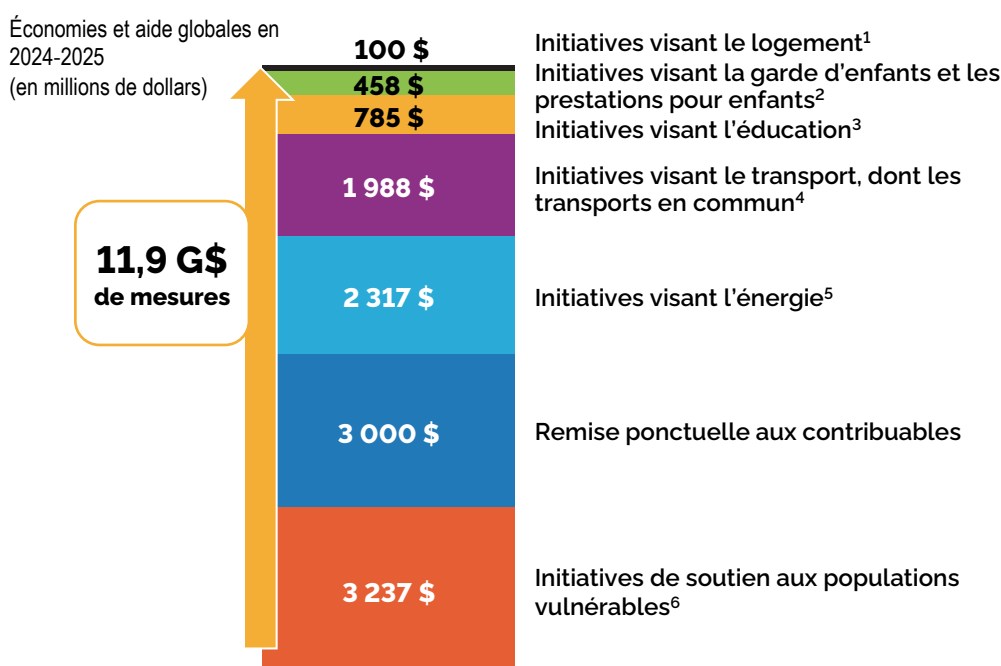 Économies et aide globales en
2024-2025
(en millions de dollars)
100 $
Initiatives visant le logement¹
458 $
Initiatives visant la garde d'enfants et les
prestations pour enfants²
785 $
Initiatives visant l'éducation³
1 988 $
Initiatives visant le transport, dont les
transports en commun⁴
11,9 G$
de mesures
2 317 $
Initiatives visant l'énergie⁵
3 000 $
Remise ponctuelle aux contribuables
3 237 $
Initiatives de soutien aux populations
vulnérables⁶